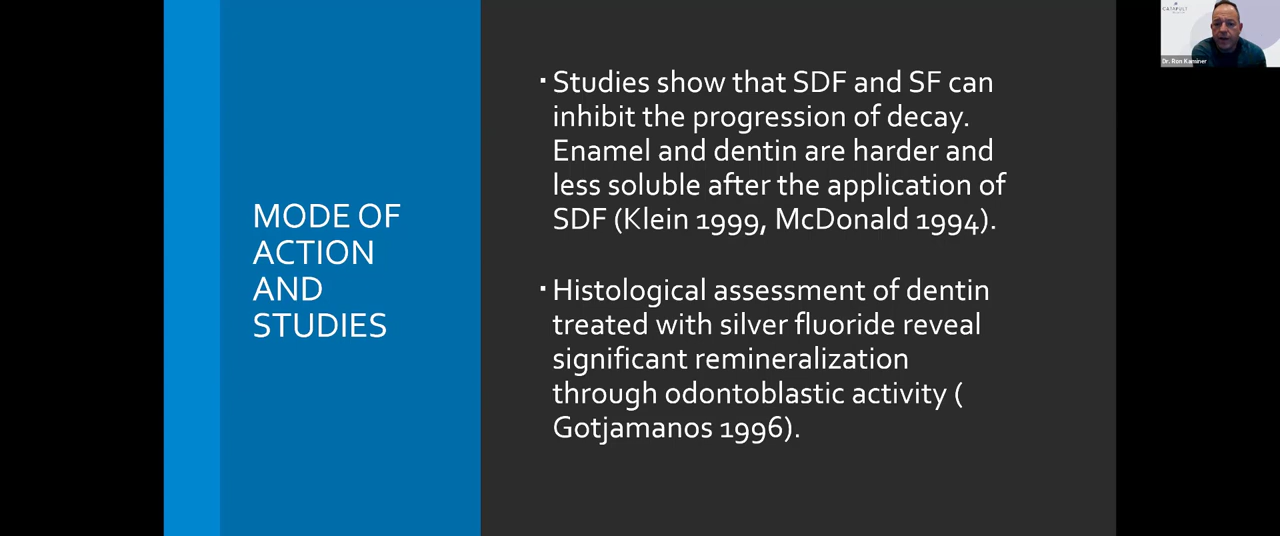 MODE OF
ACTION
AND
STUDIES
▪ Studies show that SDF and SF can
inhibit the progression of decay.
Enamel and dentin are harder and
less soluble after the application of
SDF (Klein 1999, McDonald 1994).
▪ Histological assessment of dentin
treated with silver fluoride reveal
significant remineralization
through odontoblastic activity (
Gotjamanos 1996).
CATAPULT
Dr. Ron Kaminer